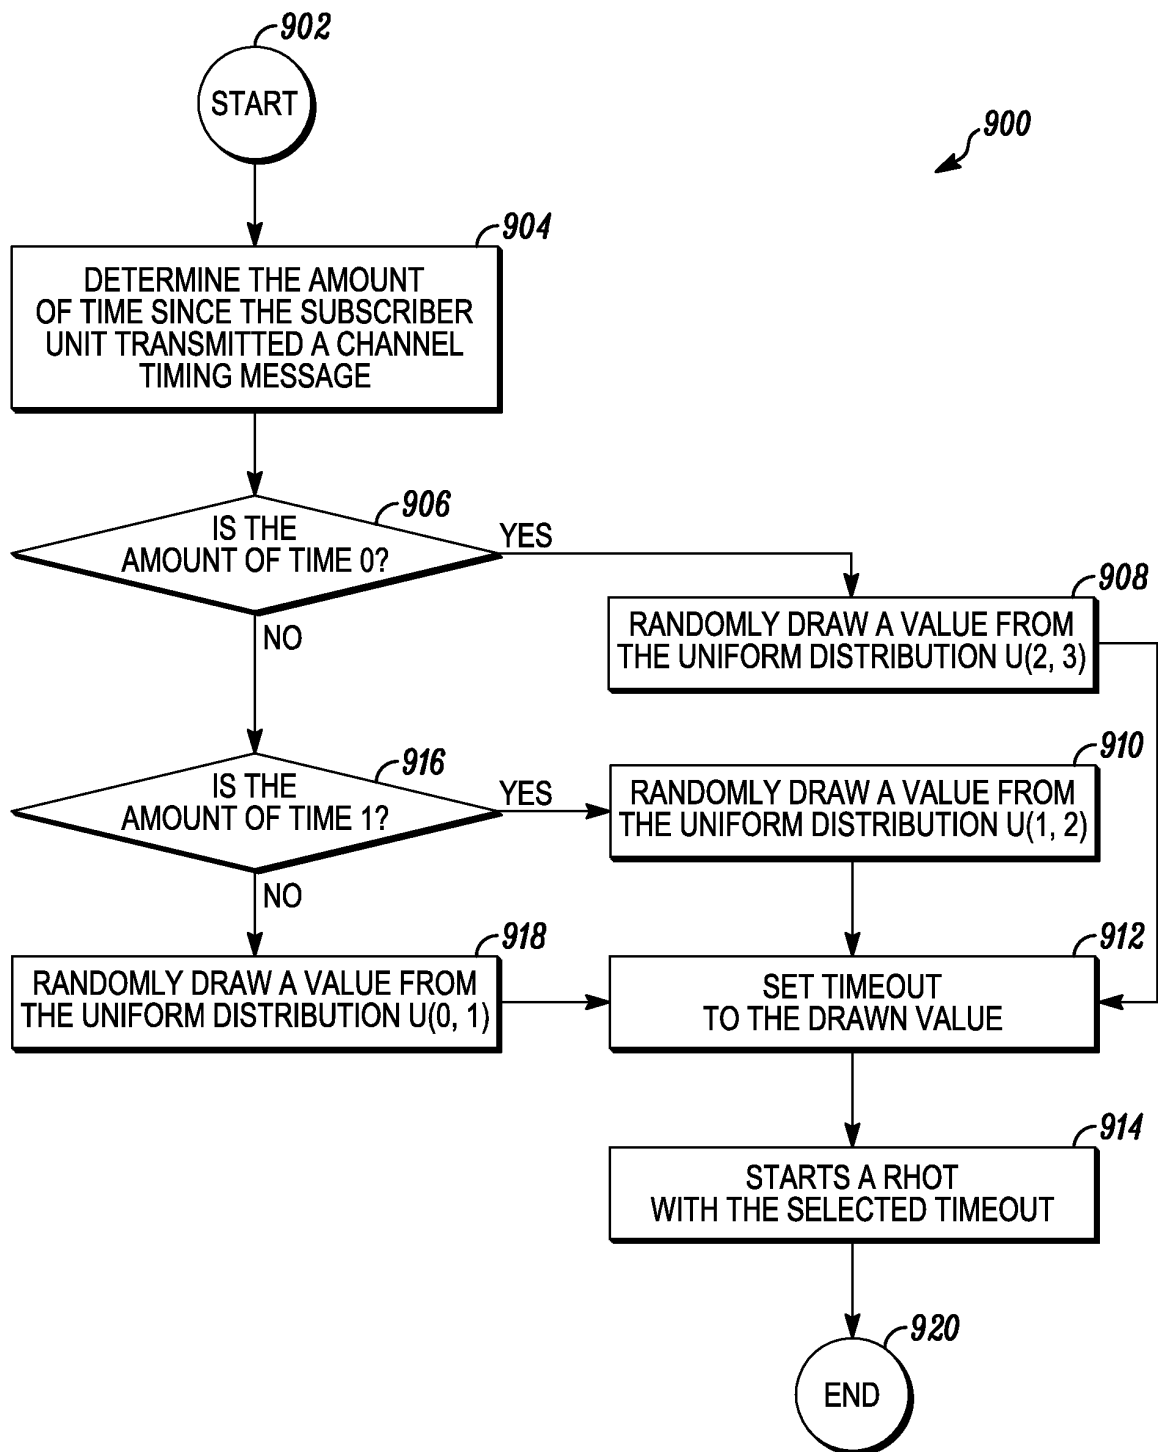 902
START
900
904
DETERMINE THE AMOUNT
OF TIME SINCE THE SUBSCRIBER
UNIT TRANSMITTED A CHANNEL
TIMING MESSAGE
906
IS THE
AMOUNT OF TIME 0?
YES
NO
908
RANDOMLY DRAW A VALUE FROM
THE UNIFORM DISTRIBUTION U(2, 3)
916
IS THE
AMOUNT OF TIME 1?
YES
NO
910
RANDOMLY DRAW A VALUE FROM
THE UNIFORM DISTRIBUTION U(1, 2)
918
RANDOMLY DRAW A VALUE FROM
THE UNIFORM DISTRIBUTION U(0, 1)
912
SET TIMEOUT
TO THE DRAWN VALUE
914
STARTS A RHOT
WITH THE SELECTED TIMEOUT
920
END